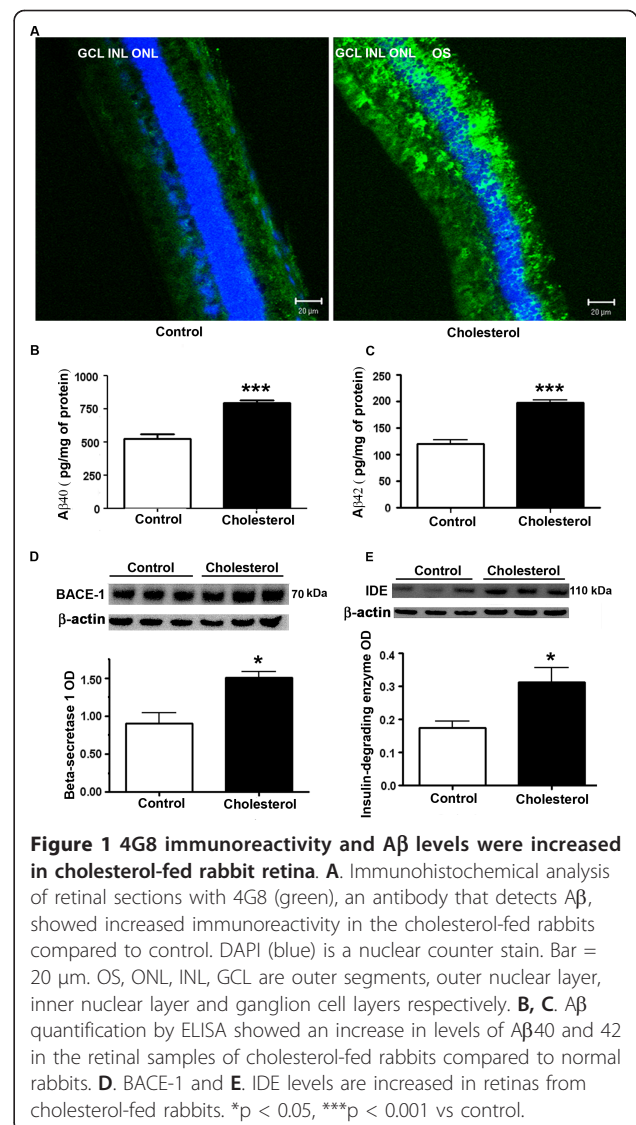 A
GCL INL ONL
GCL INL ONL OS
20 µm
20 µm
Control
Cholesterol
B
Aβ40 ( pg/mg of protein)
1000
750
500
250
0
***
Control
Cholesterol
C
Aβ42 ( pg/mg of protein)
250
200
150
100
50
0
***
Control
Cholesterol
D
Control
Cholesterol
BACE-1
70 kDa
β-actin
Beta-secretase 1 OD
1.50
1.00
0.50
0.00
*
Control
Cholesterol
E
Control
Cholesterol
IDE
110 kDa
β-actin
Insulin-degrading enzyme OD
0.4
0.3
0.2
0.1
0.0
*
Control
Cholesterol
Figure 1 4G8 immunoreactivity and Aβ levels were increased
in cholesterol-fed rabbit retina. A. Immunohistochemical analysis
of retinal sections with 4G8 (green), an antibody that detects Aβ,
showed increased immunoreactivity in the cholesterol-fed rabbits
compared to control. DAPI (blue) is a nuclear counter stain. Bar =
20 μm. OS, ONL, INL, GCL are outer segments, outer nuclear layer,
inner nuclear layer and ganglion cell layers respectively. B, C. Aβ
quantification by ELISA showed an increase in levels of Aβ40 and 42
in the retinal samples of cholesterol-fed rabbits compared to normal
rabbits. D. BACE-1 and E. IDE levels are increased in retinas from
cholesterol-fed rabbits. *p < 0.05, ***p < 0.001 vs control.